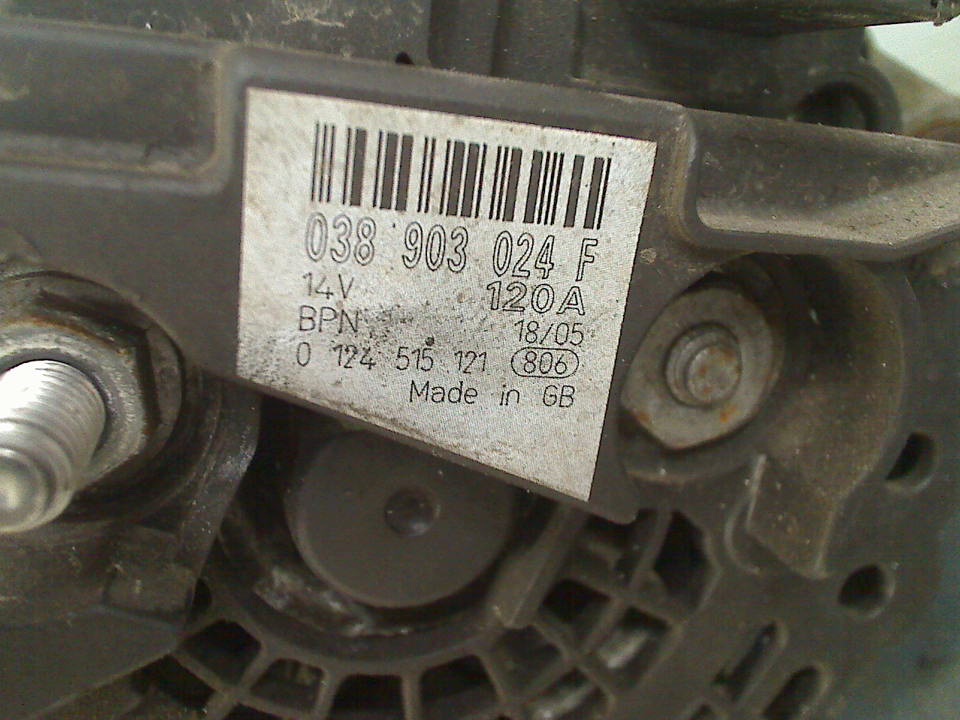 038 903 024 F
14V 120A
BPN 18/05
0 124 515 121 806
Made in GB